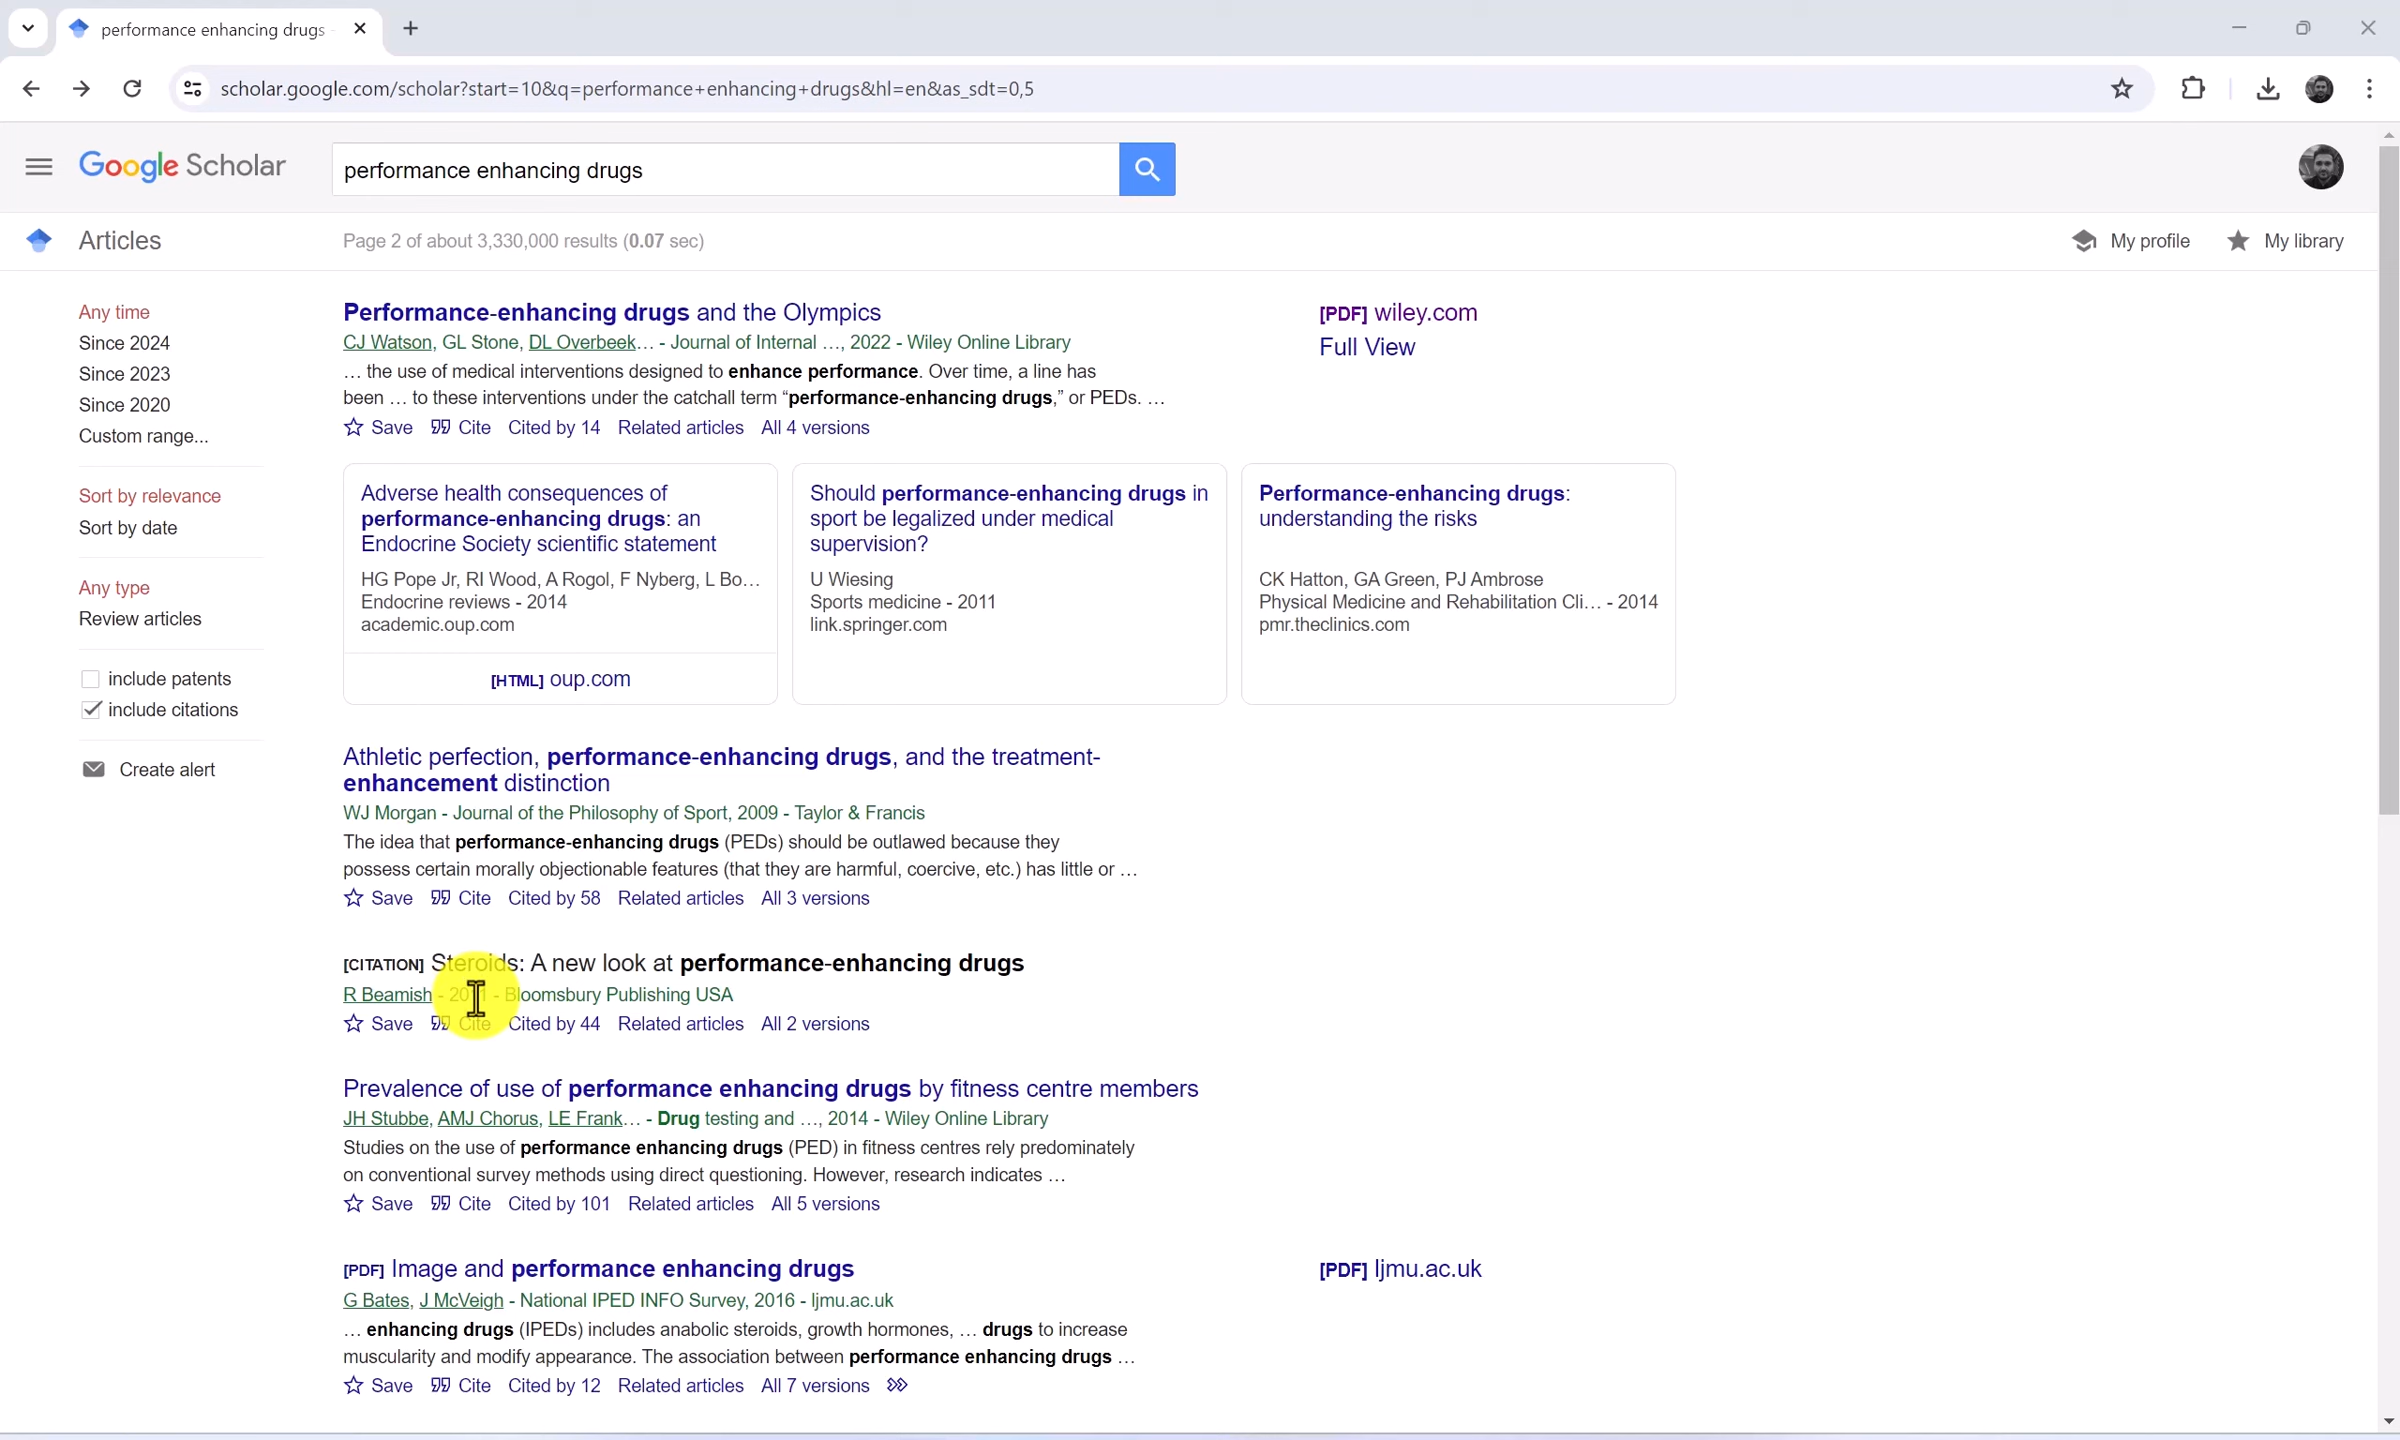 performance enhancing drugs
scholar.google.com/scholar?start=10&q=performance+enhancing+drugs&hl=en&as_sdt=0,5
Google Scholar
performance enhancing drugs
Articles
Page 2 of about 3,330,000 results (0.07 sec)
My profile
My library
Any time
Since 2024
Since 2023
Since 2020
Custom range...
Sort by relevance
Sort by date
Any type
Review articles
include patents
include citations
Create alert
Performance-enhancing drugs and the Olympics
CJ Watson, GL Stone, DL Overbeek… - Journal of Internal …, 2022 - Wiley Online Library
… the use of medical interventions designed to enhance performance. Over time, a line has
been … to these interventions under the catchall term “performance-enhancing drugs,” or PEDs. …
Save Cite Cited by 14 Related articles All 4 versions
[PDF] wiley.com
Full View
Adverse health consequences of
performance-enhancing drugs: an
Endocrine Society scientific statement
HG Pope Jr, RI Wood, A Rogol, F Nyberg, L Bo…
Endocrine reviews - 2014
academic.oup.com
[HTML] oup.com
Should performance-enhancing drugs in
sport be legalized under medical
supervision?
U Wiesing
Sports medicine - 2011
link.springer.com
Performance-enhancing drugs:
understanding the risks
CK Hatton, GA Green, PJ Ambrose
Physical Medicine and Rehabilitation Cli… - 2014
pmr.theclinics.com
Athletic perfection, performance-enhancing drugs, and the treatment-
enhancement distinction
WJ Morgan - Journal of the Philosophy of Sport, 2009 - Taylor & Francis
The idea that performance-enhancing drugs (PEDs) should be outlawed because they
possess certain morally objectionable features (that they are harmful, coercive, etc.) has little or …
Save Cite Cited by 58 Related articles All 3 versions
[CITATION] Steroids: A new look at performance-enhancing drugs
R Beamish - - Bloomsbury Publishing USA
Save Cite Cited by 44 Related articles All 2 versions
Prevalence of use of performance enhancing drugs by fitness centre members
JH Stubbe, AMJ Chorus, LE Frank… - Drug testing and …, 2014 - Wiley Online Library
Studies on the use of performance enhancing drugs (PED) in fitness centres rely predominately
on conventional survey methods using direct questioning. However, research indicates …
Save Cite Cited by 101 Related articles All 5 versions
[PDF] Image and performance enhancing drugs
G Bates, J McVeigh - National IPED INFO Survey, 2016 - ljmu.ac.uk
… enhancing drugs (IPEDs) includes anabolic steroids, growth hormones, … drugs to increase
muscularity and modify appearance. The association between performance enhancing drugs …
Save Cite Cited by 12 Related articles All 7 versions
[PDF] ljmu.ac.uk